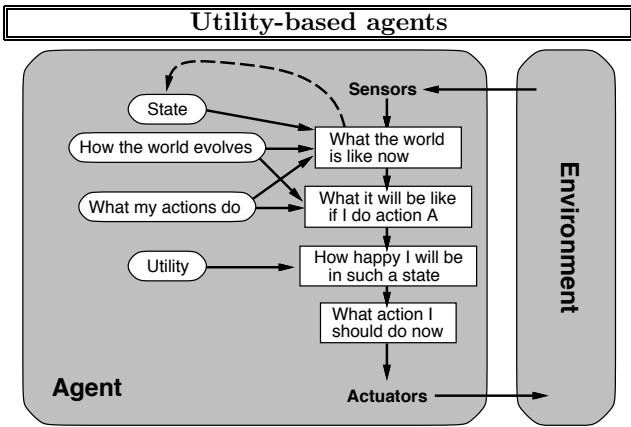 Utility-based agents
Sensors
State
What the world
is like now
How the world evolves
What my actions do
What it will be like
if I do action A
Utility
How happy I will be
in such a state
What action I
should do now
Agent
Actuators
Environment